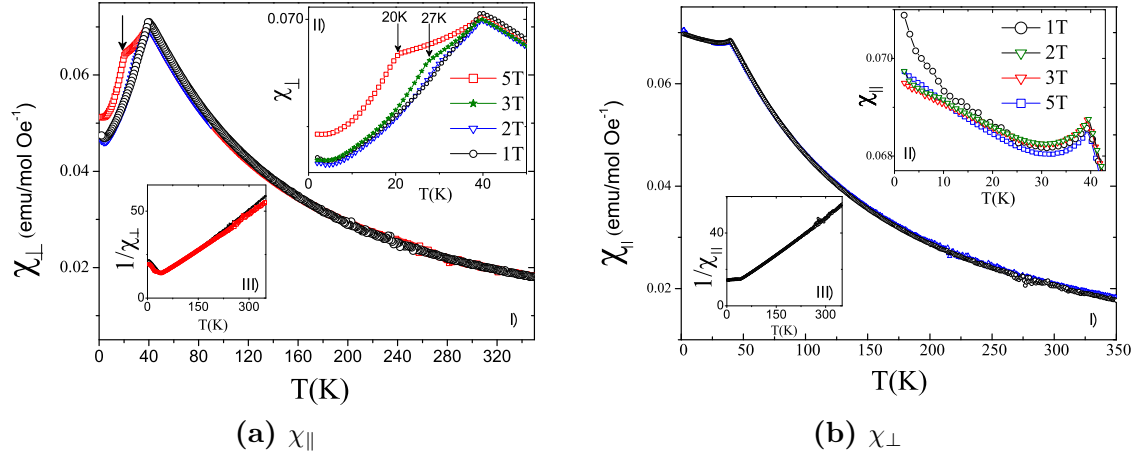 II)
0.070
20K
27K
5T
3T
2T
1T
χ⊥
0
20
40
T(K)
0.06
0.04
0.02
χ⊥ (emu/mol Oe⁻¹)
50
0
1/χ⊥
III)
0
150
300
T(K)
I)
0
40
80
120
160
200
240
280
320
T(K)
(a) χ∥
0.070
0.068
χ∥
1T
2T
3T
5T
II)
0
10
20
30
40
T(K)
0.06
0.04
0.02
χ∥ (emu/mol Oe⁻¹)
40
0
1/χ∥
III)
0
150
300
T(K)
I)
0
50
100
150
200
250
300
350
T(K)
(b) χ⊥